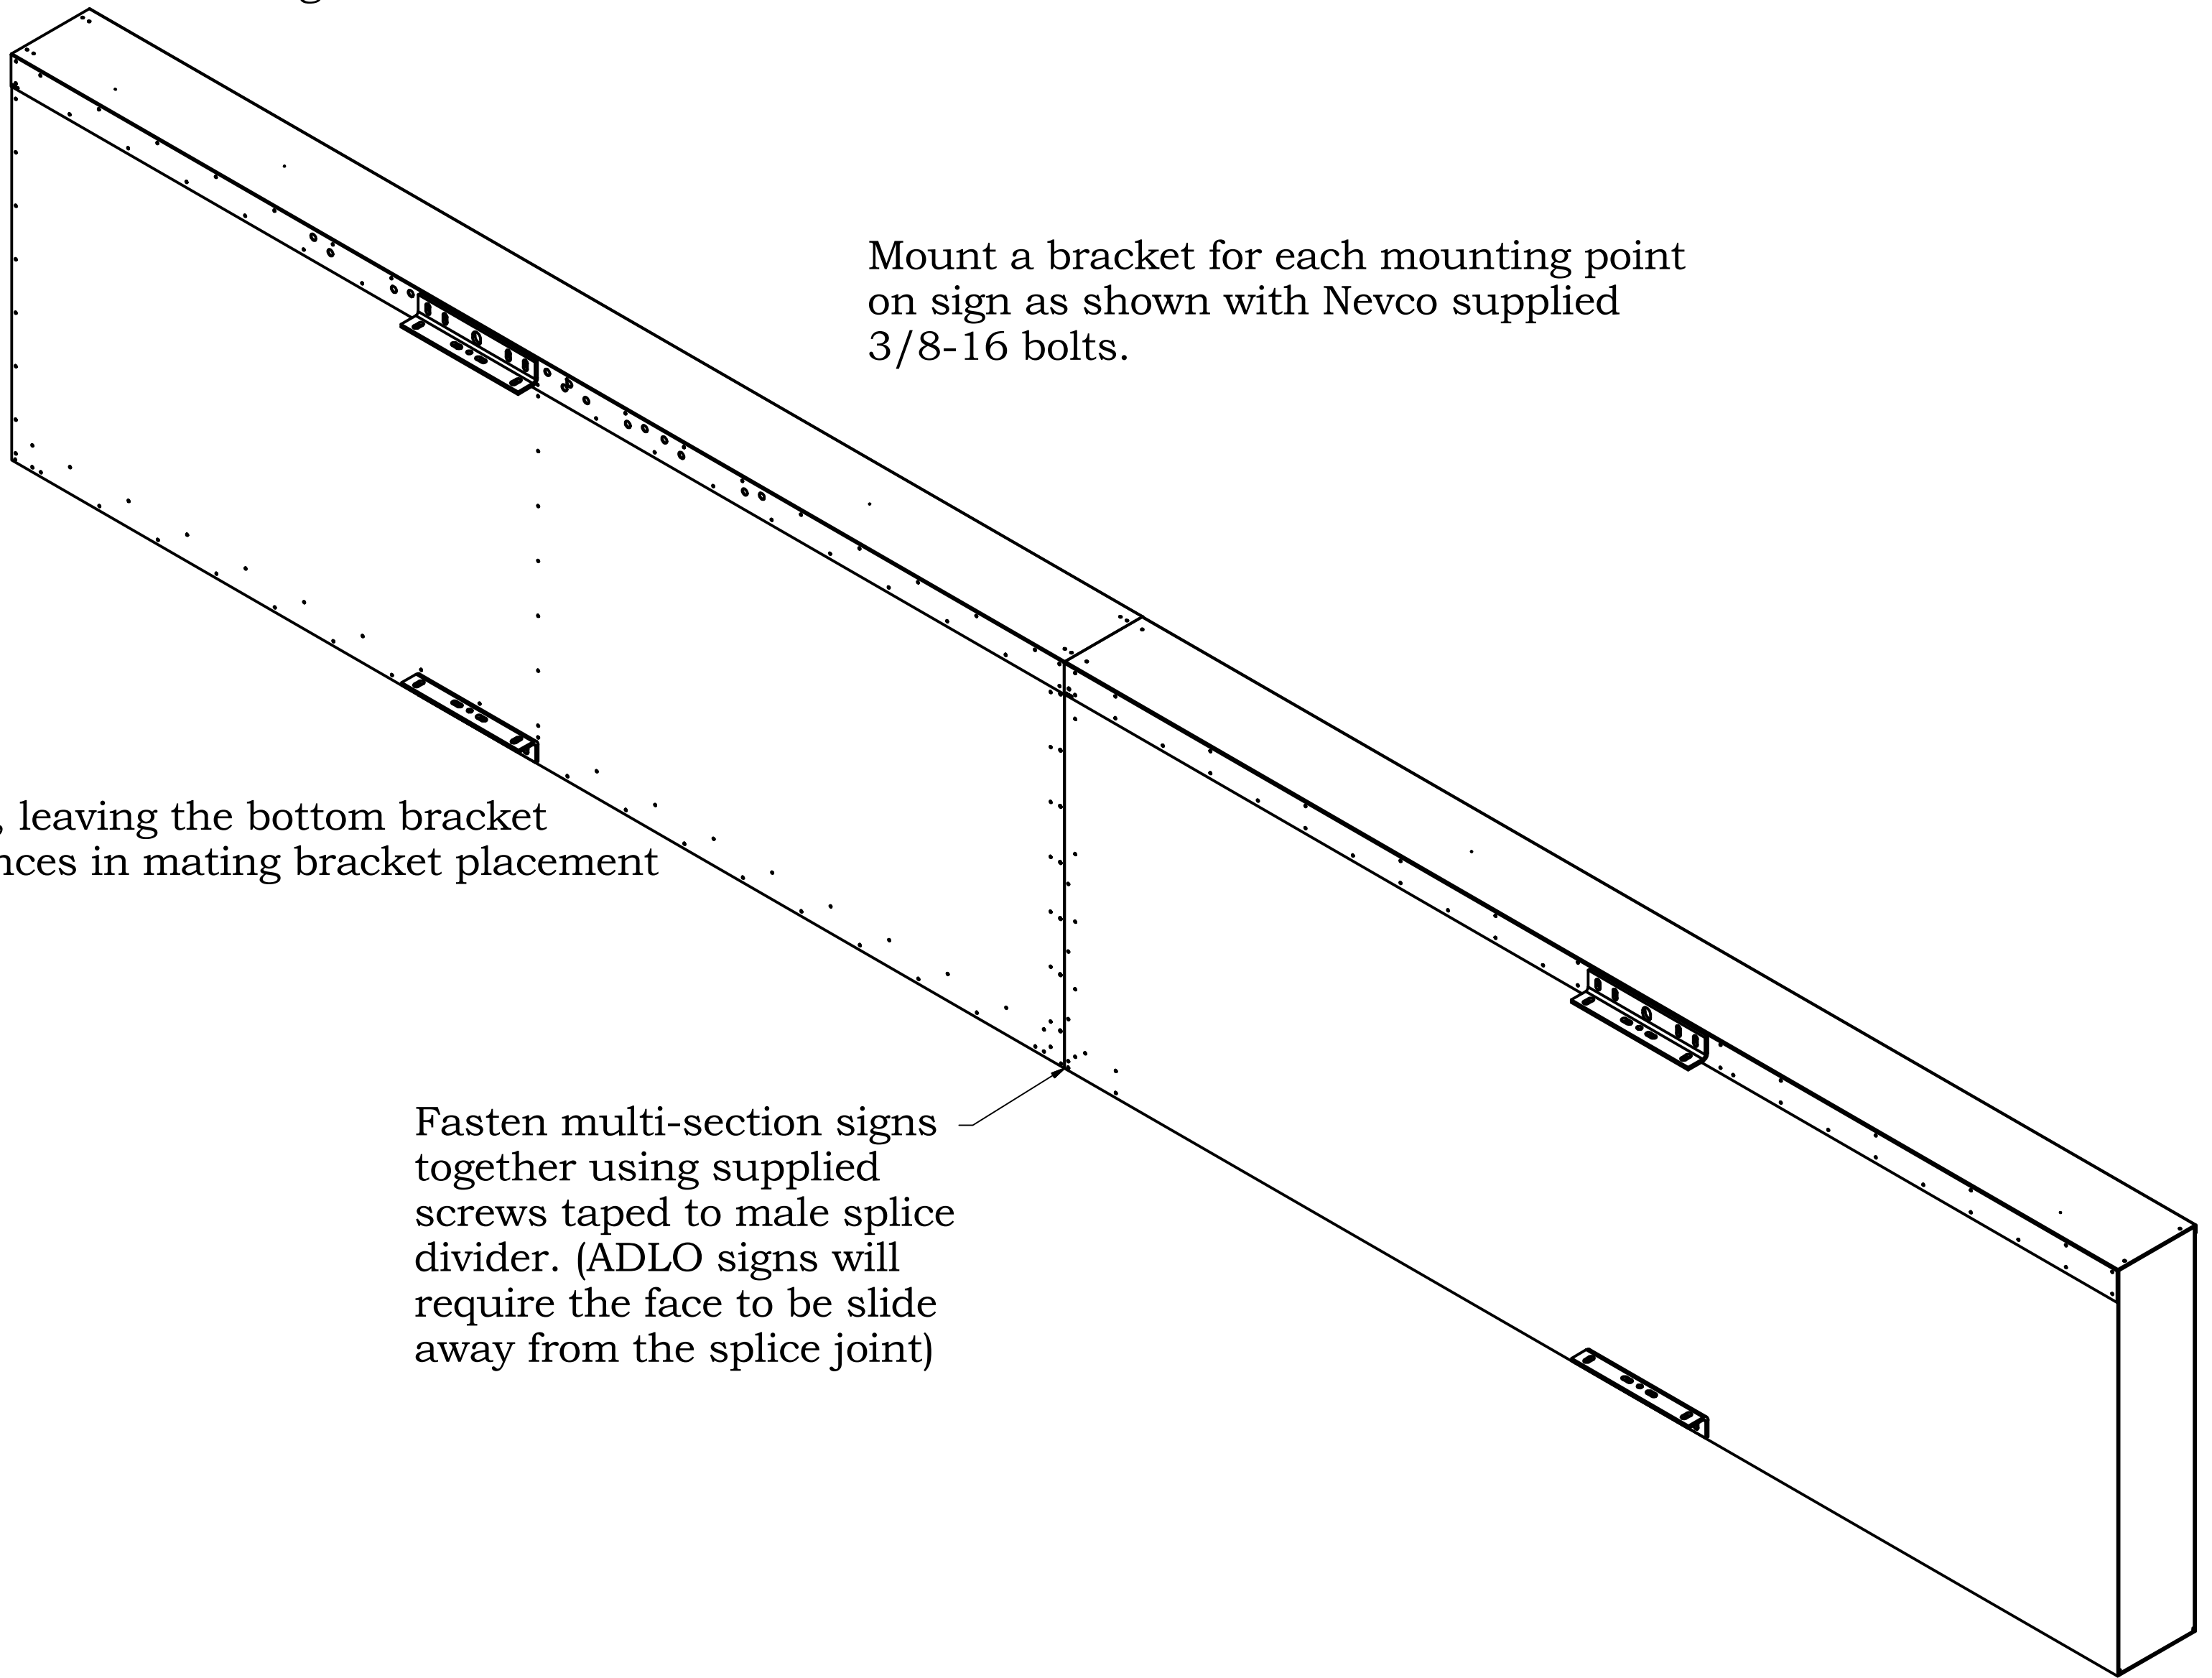 Mount a bracket for each mounting point
on sign as shown with Nevco supplied
3/8-16 bolts.
, leaving the bottom bracket
in mating bracket placement
Fasten multi-section signs
together using supplied
screws taped to male splice
divider. (ADLO signs will
require the face to be slide
away from the splice joint)